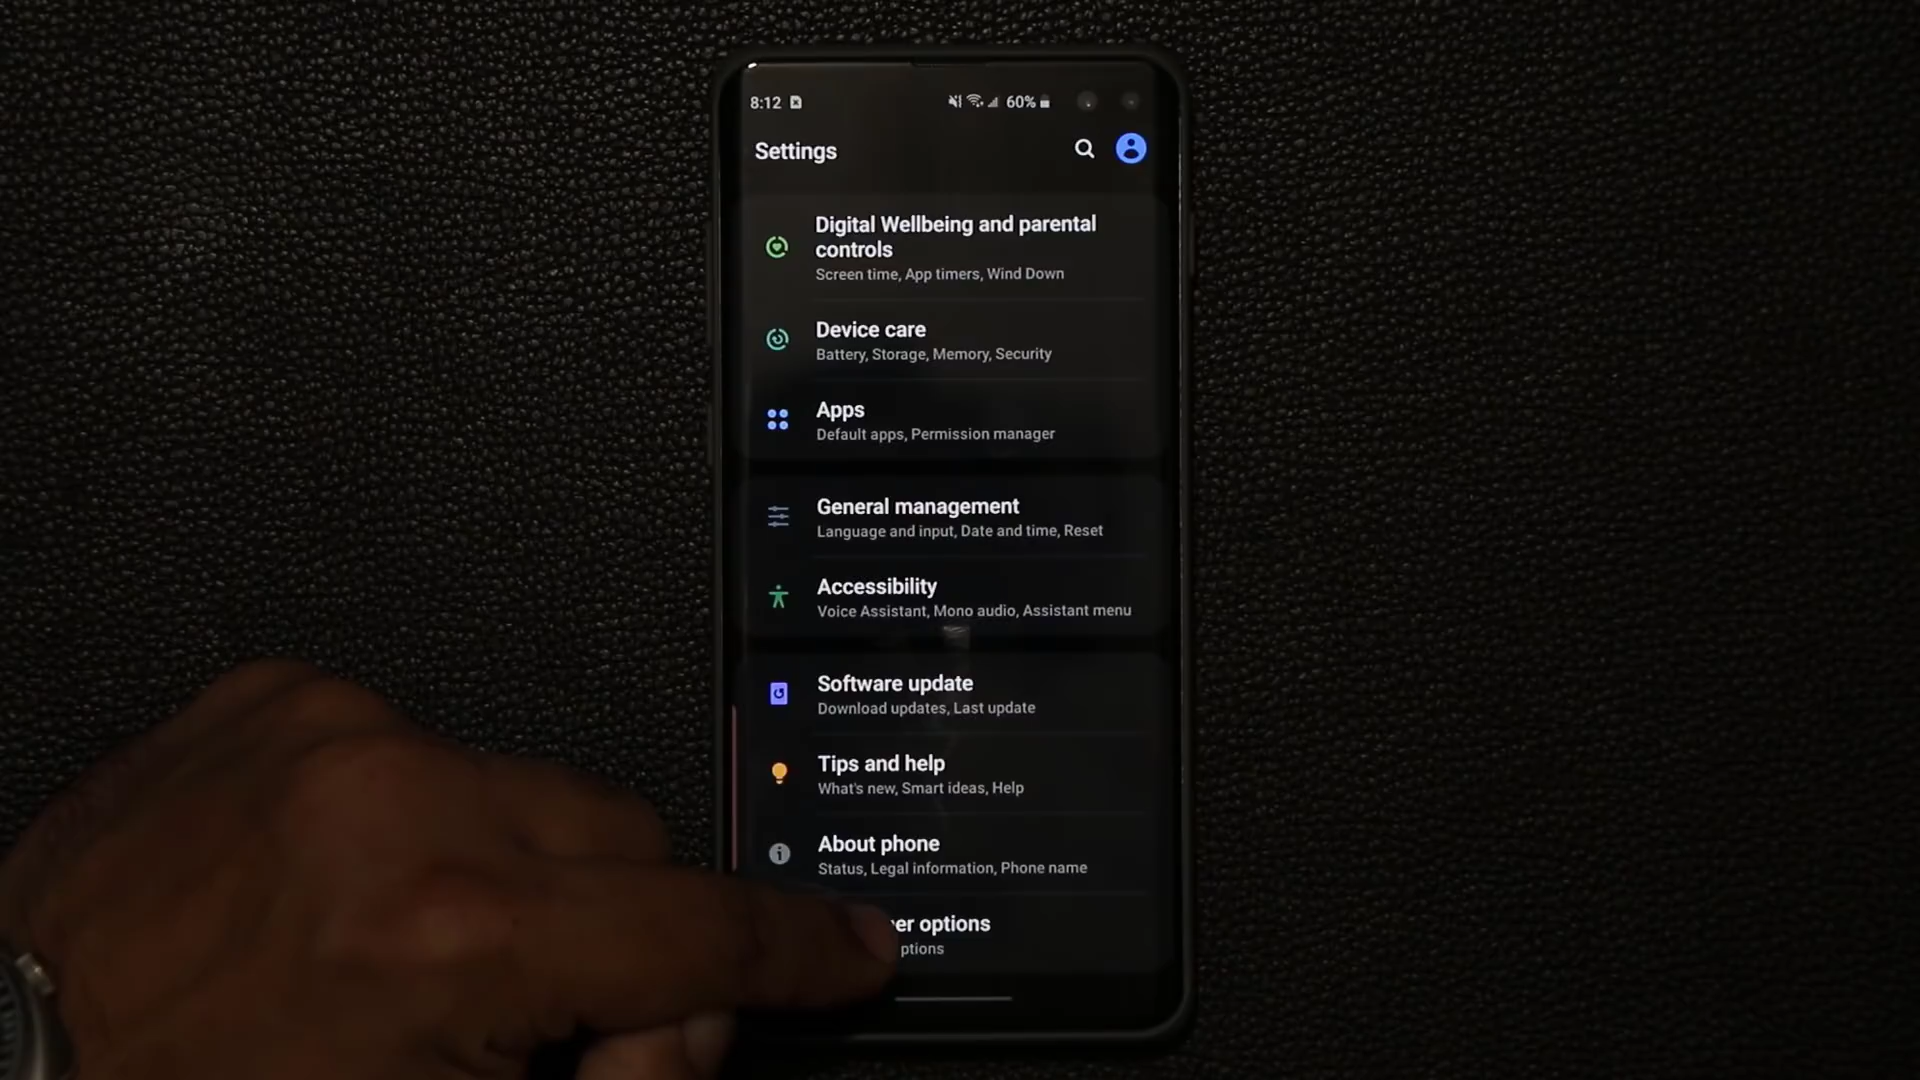 8:12
60%
Settings
Digital Wellbeing and parental
controls
Screen time, App timers, Wind Down
Device care
Battery, Storage, Memory, Security
Apps
Default apps, Permission manager
General management
Language and input, Date and time, Reset
Accessibility
Voice Assistant, Mono audio, Assistant menu
Software update
Download updates, Last update
Tips and help
What's new, Smart ideas, Help
About phone
Status, Legal information, Phone name
options